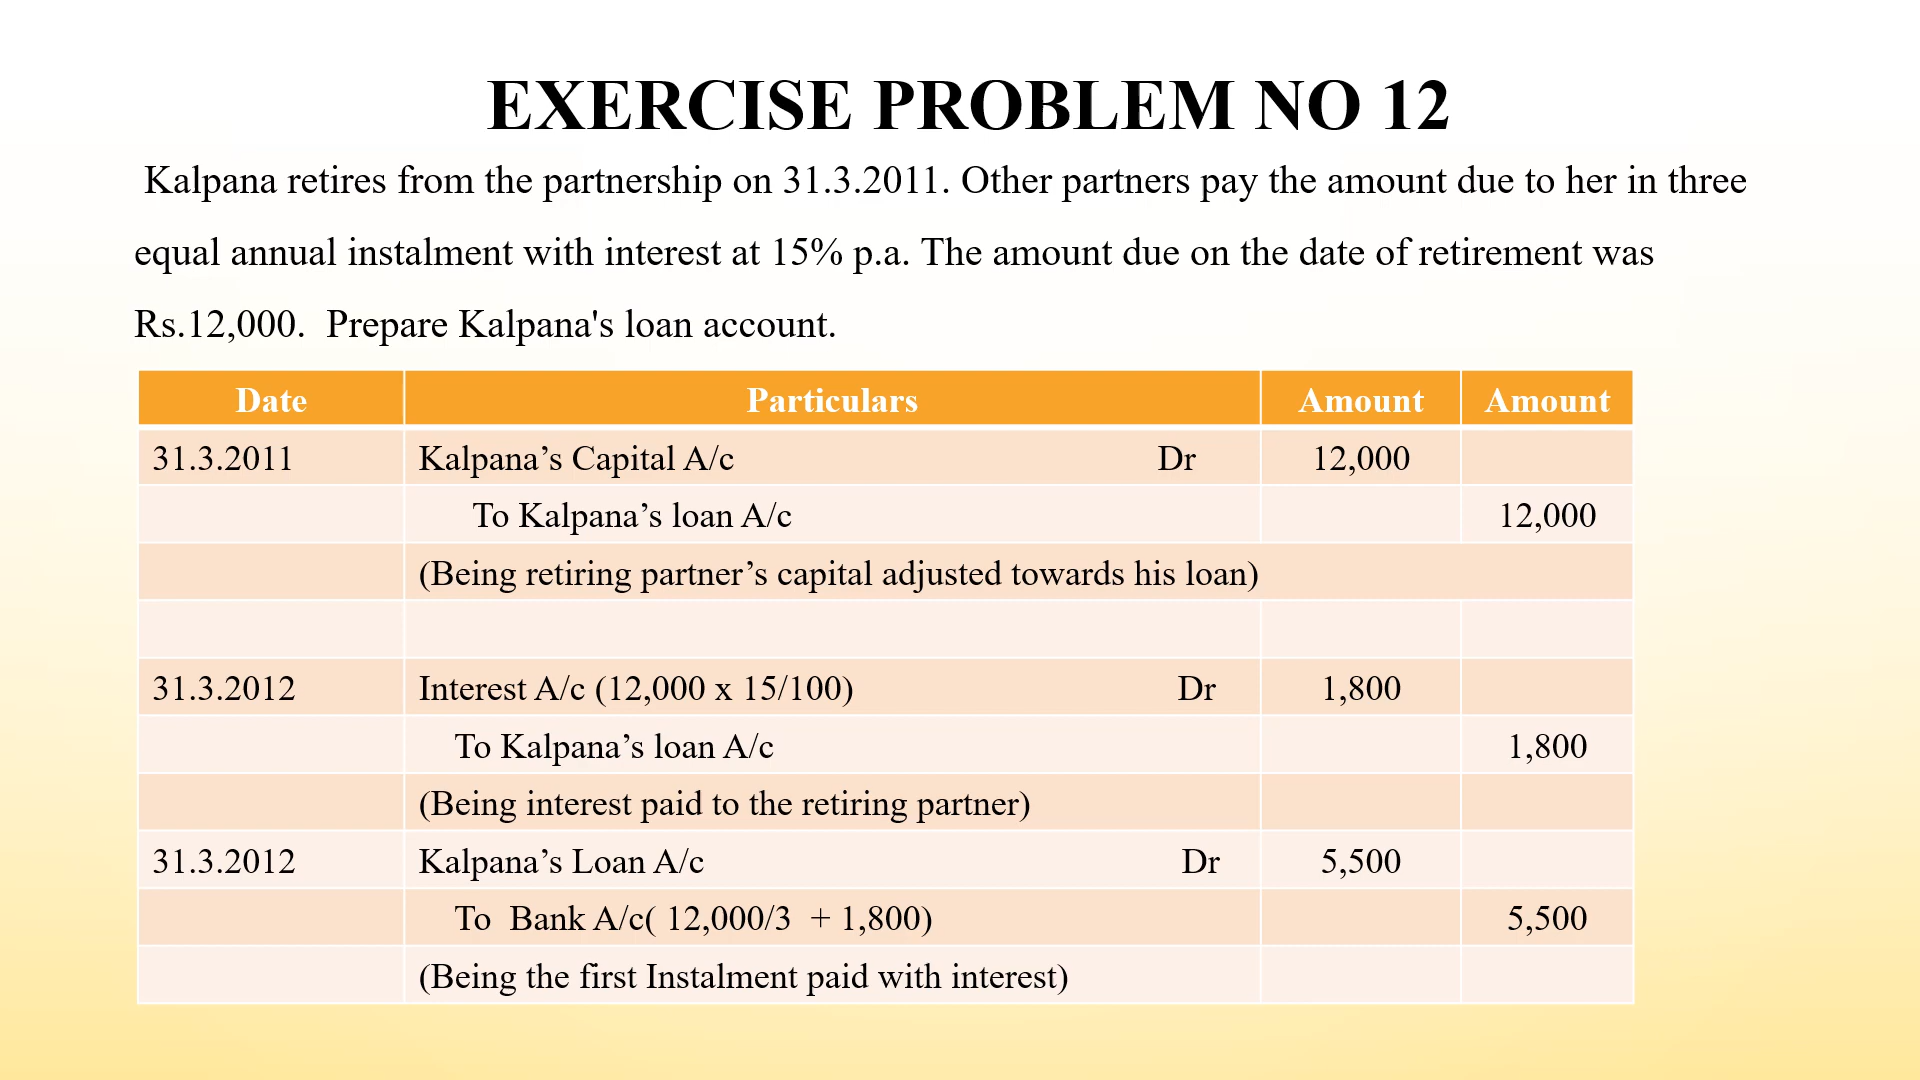 EXERCISE PROBLEM NO 12
Kalpana retires from the partnership on 31.3.2011. Other partners pay the amount due to her in three
equal annual instalment with interest at 15% p.a. The amount due on the date of retirement was
Rs.12,000.  Prepare Kalpana's loan account.
Date Particulars Amount Amount
31.3.2011 Kalpana’s Capital A/c Dr 12,000
To Kalpana’s loan A/c 12,000
(Being retiring partner’s capital adjusted towards his loan)
31.3.2012 Interest A/c (12,000 x 15/100) Dr 1,800
To Kalpana’s loan A/c 1,800
(Being interest paid to the retiring partner)
31.3.2012 Kalpana’s Loan A/c Dr 5,500
To  Bank A/c( 12,000/3  + 1,800) 5,500
(Being the first Instalment paid with interest)